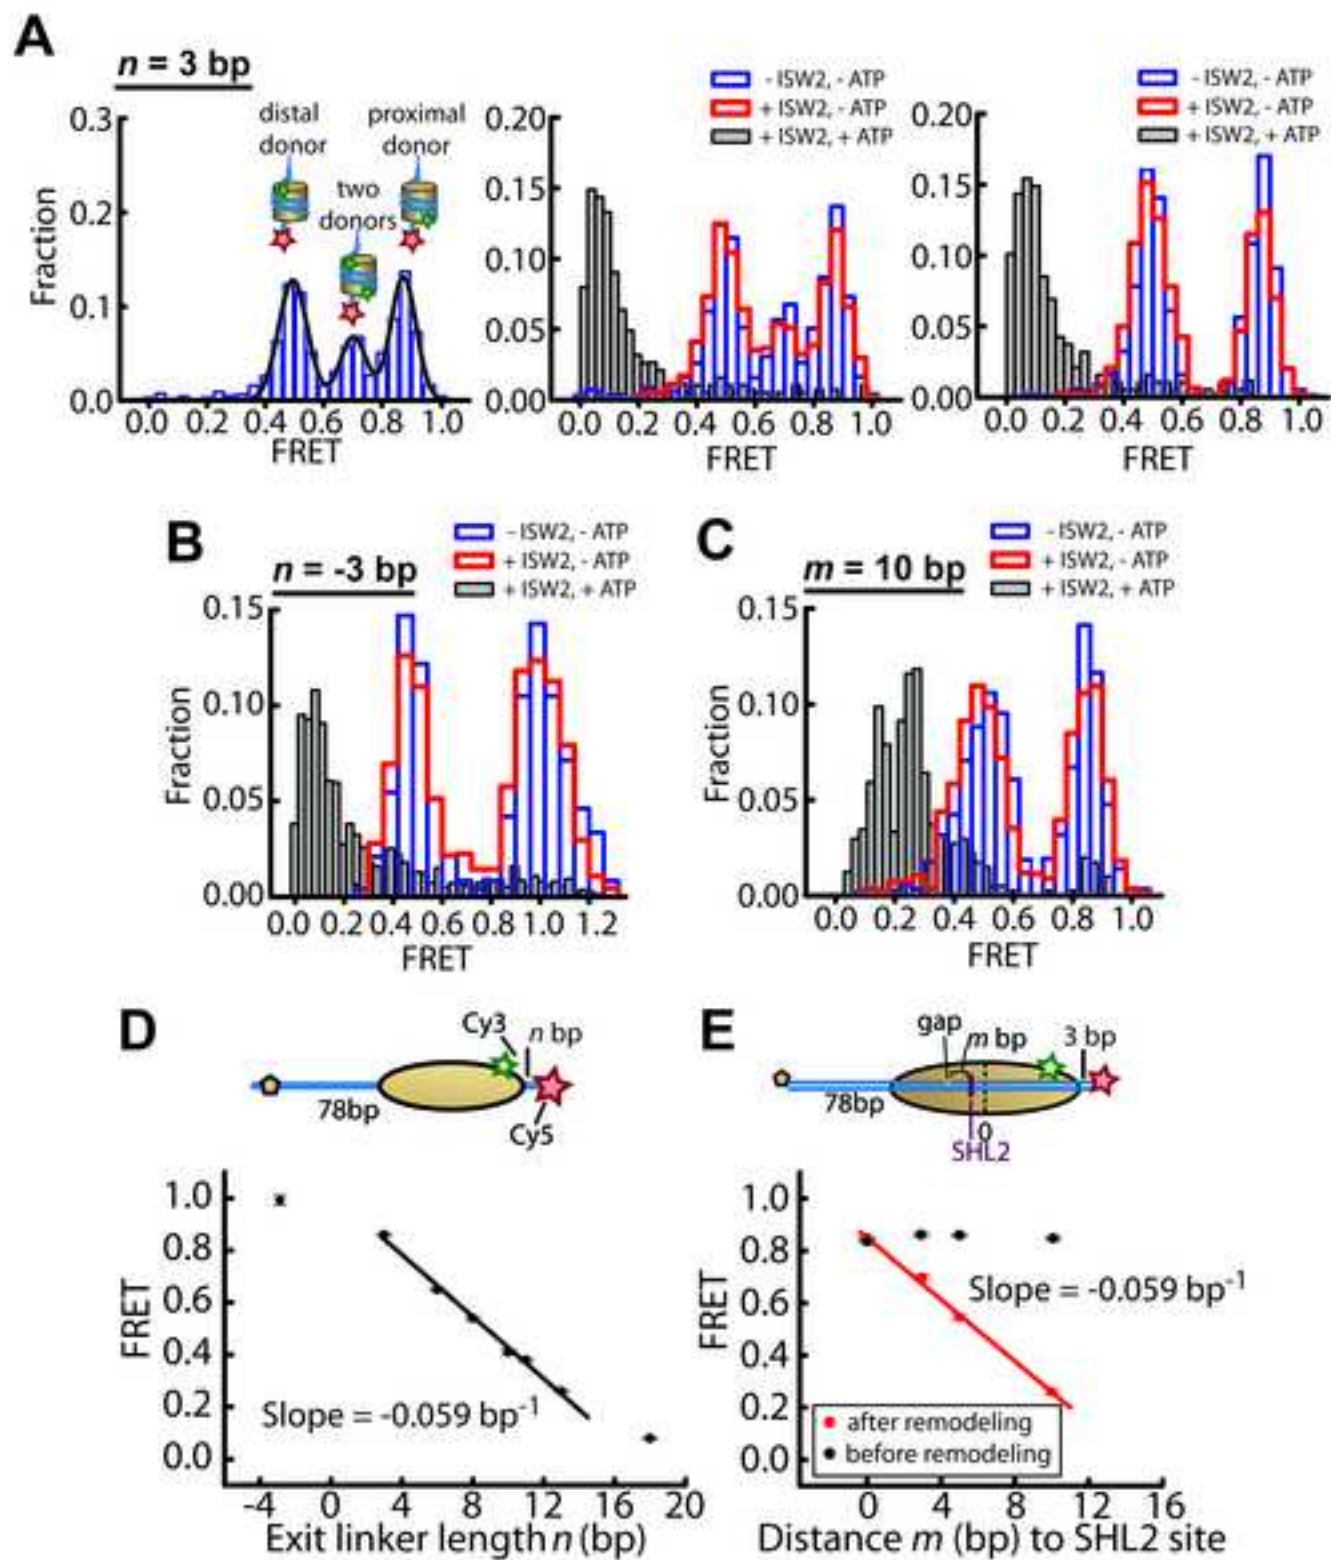 A
n = 3 bp
distal donor
two donors
proximal donor
0.3
0.2
0.1
0.0
Fraction
0.0 0.2 0.4 0.6 0.8 1.0
FRET
- ISW2, - ATP
+ ISW2, - ATP
+ ISW2, + ATP
0.20
0.15
0.10
0.05
0.00
0.0 0.2 0.4 0.6 0.8 1.0
FRET
- ISW2, - ATP
+ ISW2, - ATP
+ ISW2, + ATP
0.20
0.15
0.10
0.05
0.00
0.0 0.2 0.4 0.6 0.8 1.0
FRET
B
n = -3 bp
- ISW2, - ATP
+ ISW2, - ATP
+ ISW2, + ATP
0.15
0.10
0.05
0.00
Fraction
0.0 0.2 0.4 0.6 0.8 1.0 1.2
FRET
C
m = 10 bp
- ISW2, - ATP
+ ISW2, - ATP
+ ISW2, + ATP
0.15
0.10
0.05
0.00
Fraction
0.0 0.2 0.4 0.6 0.8 1.0
FRET
D
Cy3
n bp
78bp
Cy5
1.0
0.8
0.6
0.4
0.2
0.0
FRET
Slope = -0.059 bp-1
-4 0 4 8 12 16 20
Exit linker length n (bp)
E
gap
m bp
3 bp
78bp
0
SHL2
1.0
0.8
0.6
0.4
0.2
0.0
FRET
Slope = -0.059 bp-1
after remodeling
before remodeling
0 4 8 12 16
Distance m (bp) to SHL2 site